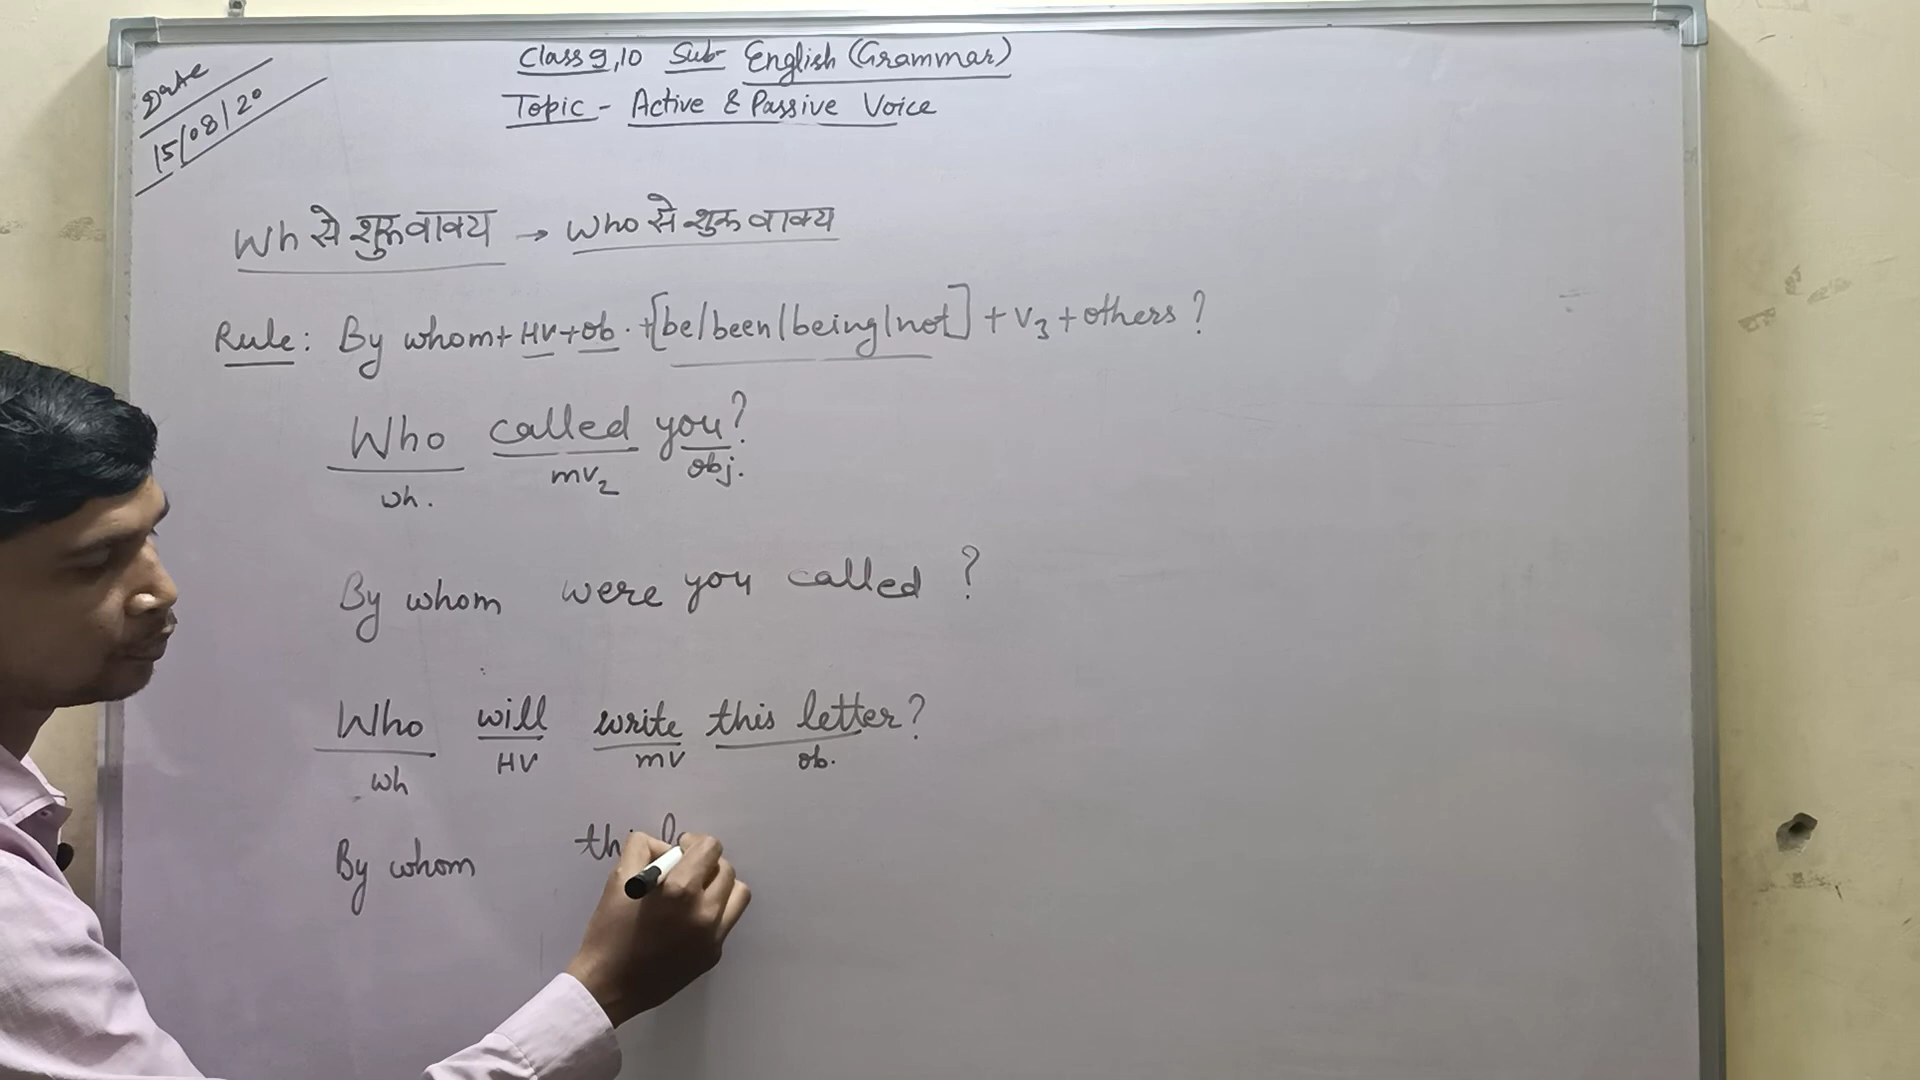 Date
15/08/20
Class 9,10 Sub- English (Grammar)
Topic - Active & Passive Voice
Wh से शुरू वाक्य → Who से शुरू वाक्य
Rule: By whom+ HV+ob. +[be/been/being/not] + V3 + others ?
Who called you?
wh. mv2 obj.
By whom were you called ?
Who will write this letter?
wh HV mv ob.
By whom